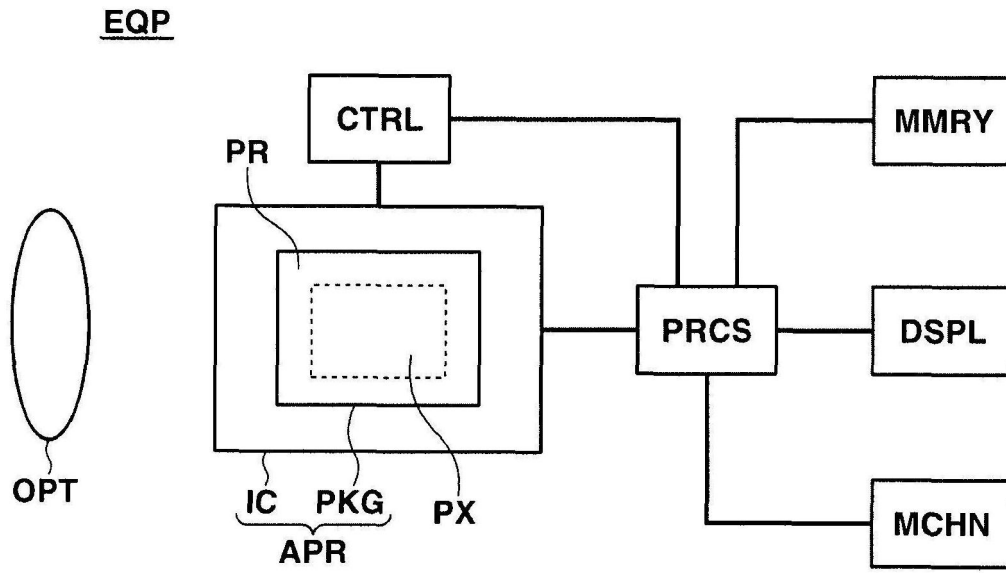 EQP
CTRL
MMRY
PR
PRCS
DSPL
OPT
IC
PKG
PX
MCHN
APR